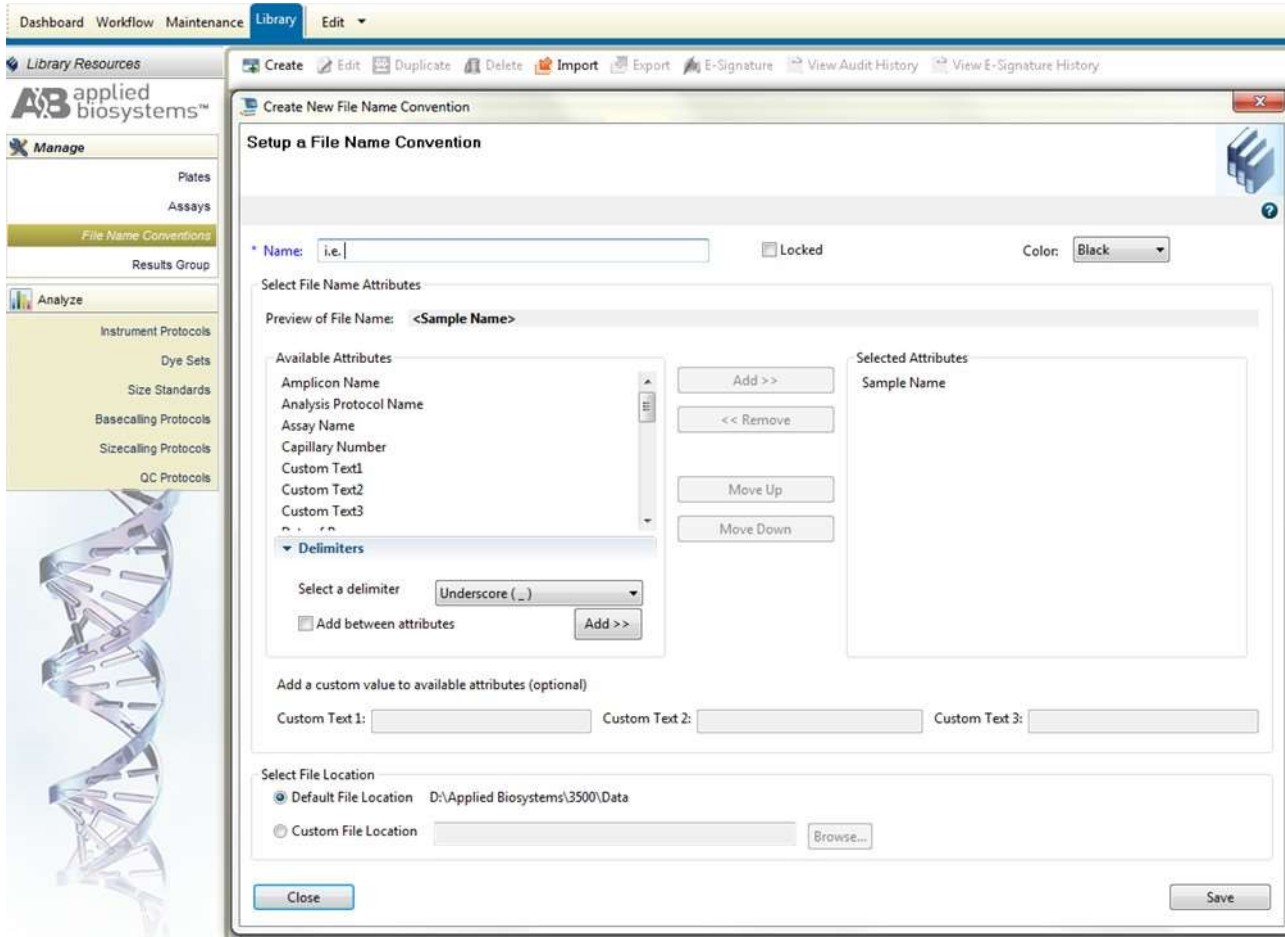 Dashboard Workflow Maintenance Library Edit
Library Resources
Create Edit Duplicate Delete Import Export E-Signature View Audit History View E-Signature History
AB applied
biosystems™
Manage
Plates
Assays
File Name Conventions
Results Group
Analyze
Instrument Protocols
Dye Sets
Size Standards
Basecalling Protocols
Sizecalling Protocols
QC Protocols
Create New File Name Convention
Setup a File Name Convention
* Name: i.e. Locked Color: Black
Select File Name Attributes
Preview of File Name: <Sample Name>
Available Attributes
Amplicon Name
Analysis Protocol Name
Assay Name
Capillary Number
Custom Text1
Custom Text2
Custom Text3
Add >>
<< Remove
Move Up
Move Down
Selected Attributes
Sample Name
Delimiters
Select a delimiter Underscore ( _ )
Add between attributes Add >>
Add a custom value to available attributes (optional)
Custom Text 1: Custom Text 2: Custom Text 3:
Select File Location
Default File Location D:\Applied Biosystems\3500\Data
Custom File Location Browse...
Close Save